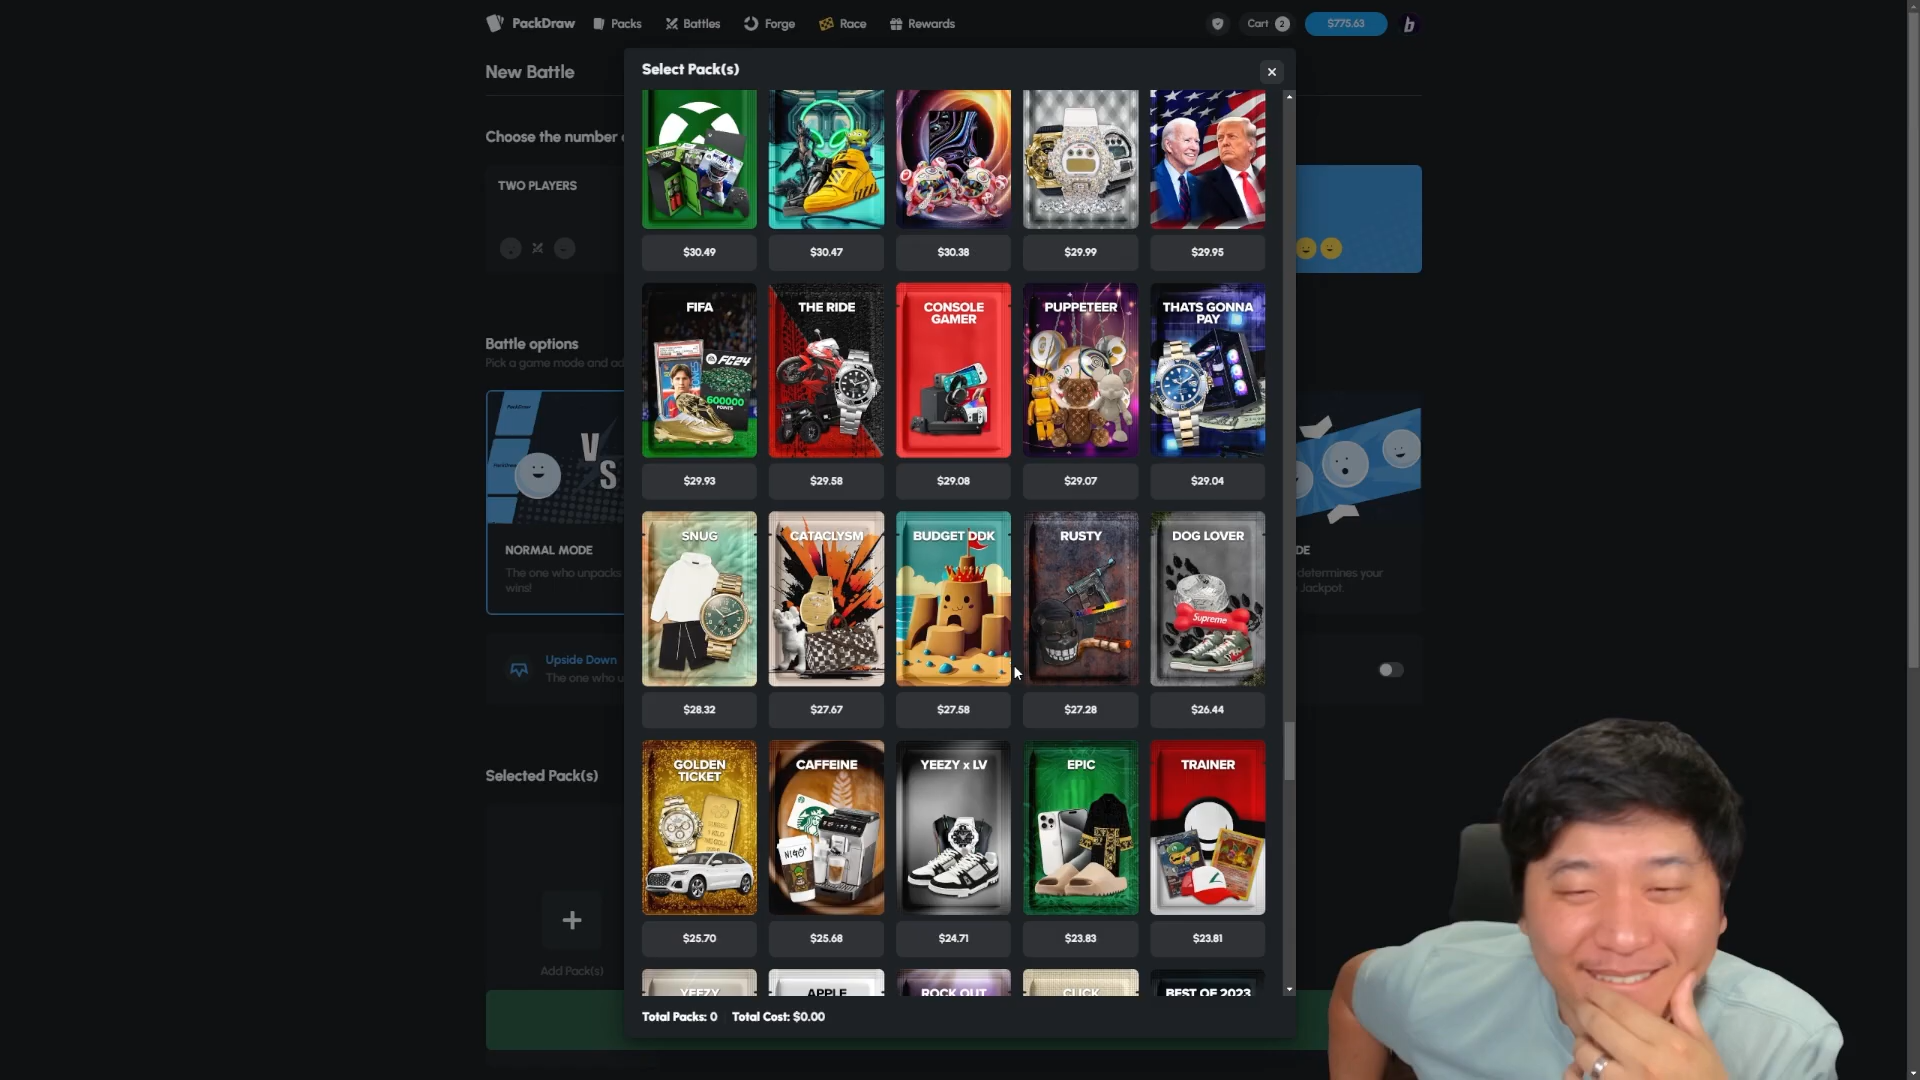 PackDraw
Packs
Battles
Forge
Race
Rewards
Cart 2
$775.63
New Battle
Select Pack(s)
Choose the number
TWO PLAYERS
$30.49
$30.47
$30.38
$29.99
$29.95
FIFA
FC24
600000
POINTS
THE RIDE
CONSOLE
GAMER
PUPPETEER
THATS GONNA
PAY
$29.93
$29.58
$29.08
$29.07
$29.04
Battle options
Pick a game mode and ad
PackDraw
V
S
NORMAL MODE
The one who unpacks
wins!
DE
determines your
Jackpot.
SNUG
CATACLYSM
BUDGET DDK
RUSTY
DOG LOVER
Supreme
$28.32
$27.67
$27.58
$27.28
$26.44
Upside Down
The one who u
GOLDEN
TICKET
CAFFEINE
YEEZY x LV
EPIC
TRAINER
$25.70
$25.68
$24.71
$23.83
$23.81
Selected Pack(s)
Add Pack(s)
YEEZY
APPLE
ROCK OUT
CLICK
BEST OF 2023
Total Packs: 0
Total Cost: $0.00